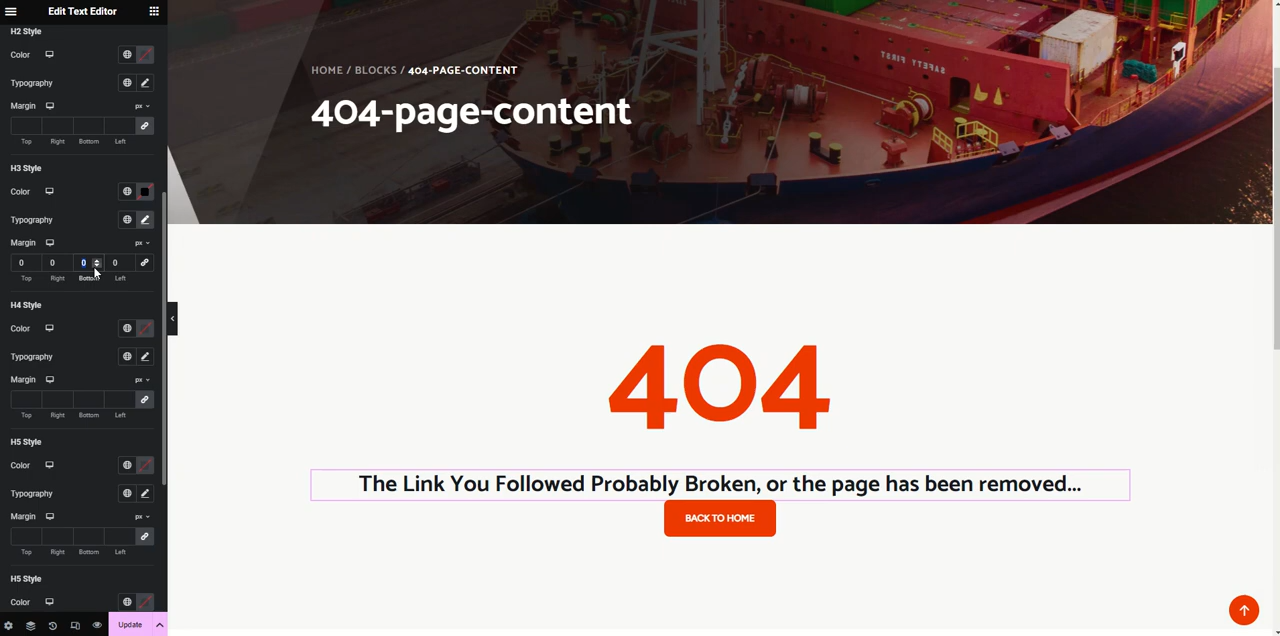 Edit Text Editor
H2 Style
Color
Typography
Margin px
Top Right Bottom Left
H3 Style
Color
Typography
Margin px
0 0 0 0
Top Right Bottom Left
H4 Style
Color
Typography
Margin px
Top Right Bottom Left
H5 Style
Color
Typography
Margin px
Top Right Bottom Left
H5 Style
Color
Update
HOME / BLOCKS / 404-PAGE-CONTENT
404-page-content
SAFETY FIRST
404
The Link You Followed Probably Broken, or the page has been removed...
BACK TO HOME